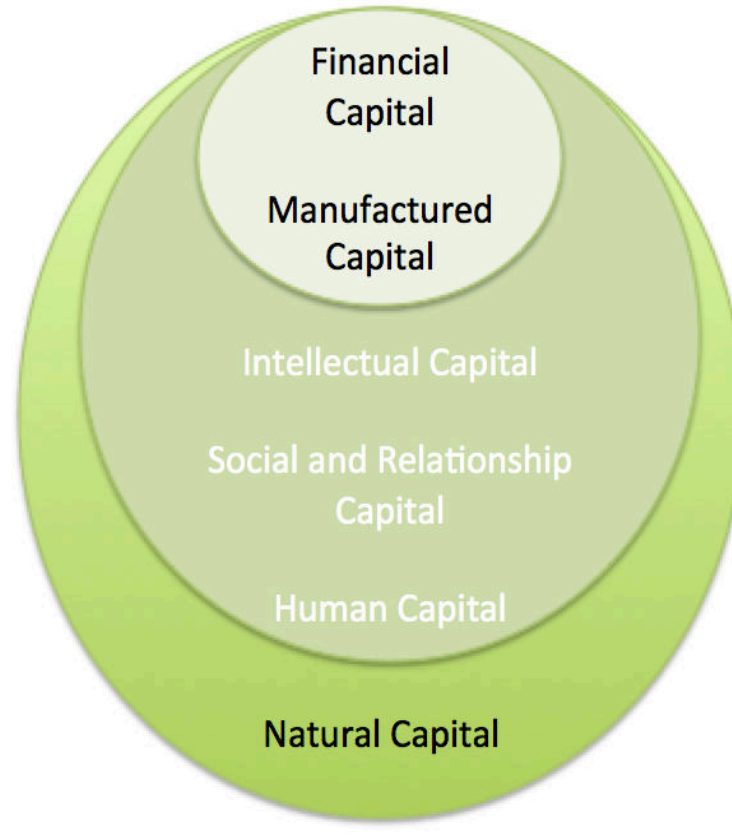 Financial
Capital
Manufactured
Capital
Intellectual Capital
Social and Relationship
Capital
Human Capital
Natural Capital